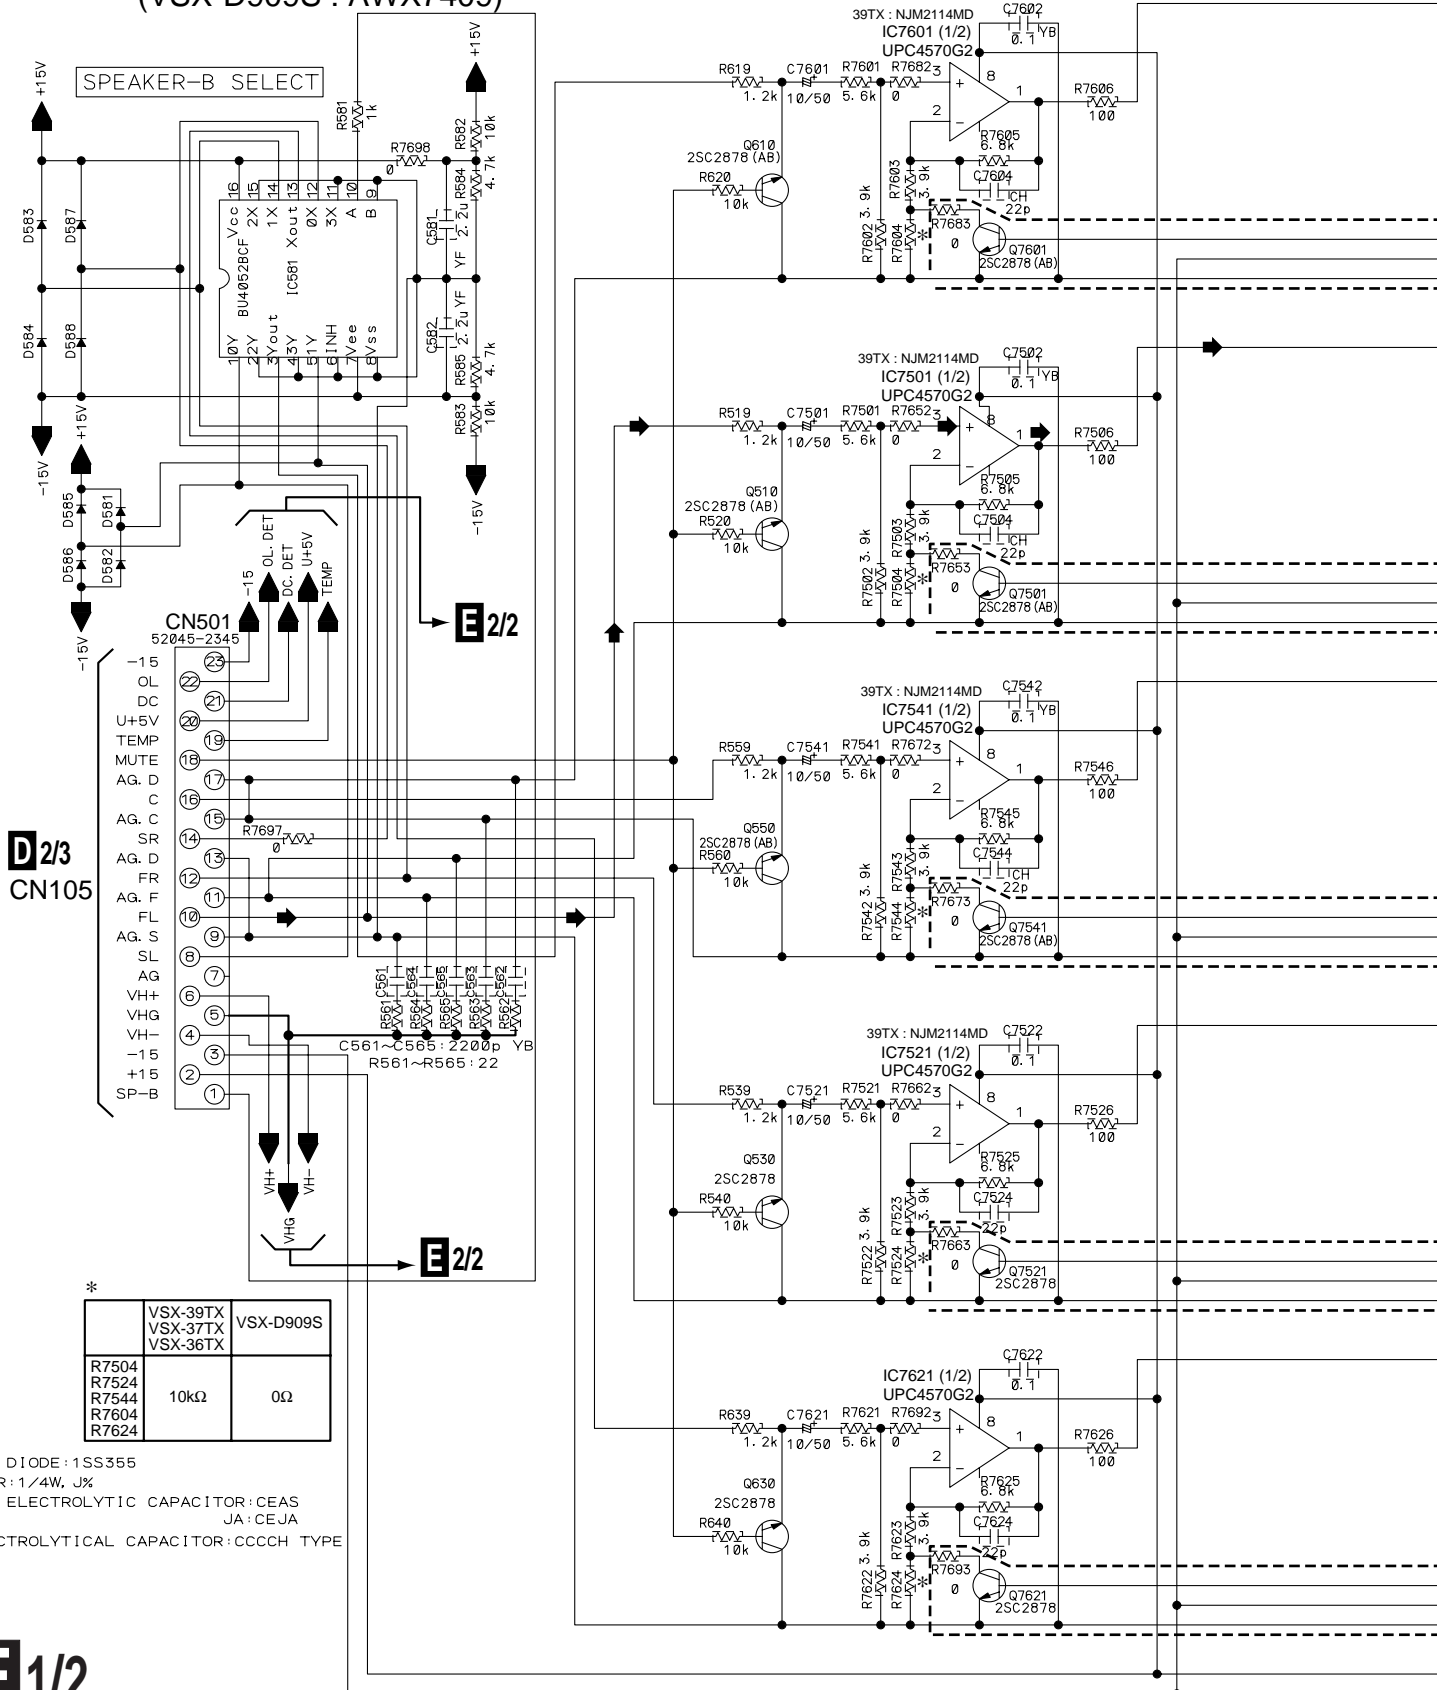 SPEAKER-B SELECT
+15V
+15V
R581
1k
R582
10k
R7698
0
R584
4.7k
D583
D587
D584
D588
16 15 14 13 12 11 10 9
Vcc 2X 1X Xout 0X 3X A B
BU4052BCF
IC581
C581
2.2u YF
C582
2.2u YF
R585
4.7k
R583
10k
-15V
-15V
+15V
D585
D581
D586
D582
-15V
-15
OL.DET
DC.DET
U+5V
TEMP
E 2/2
CN501
52045-2345
-15 23
OL 22
DC 21
U+5V 20
TEMP 19
MUTE 18
AG.D 17
C 16
AG.C 15
SR 14
AG.D 13
FR 12
AG.F 11
FL 10
AG.S 9
SL 8
AG 7
VH+ 6
VHG 5
VH- 4
-15 3
+15 2
SP-B 1
D 2/3
CN105
R7697
0
C561 C564 C565 C563 C562
R561 R564 R565 R563 R562
C561~C565:2200p YB
R561~R565:22
VH+
VHG
VH-
E 2/2
*
VSX-39TX
VSX-37TX
VSX-36TX
VSX-D909S
R7504
R7524
R7544
R7604
R7624
10kΩ
0Ω
DIODE:1SS355
R:1/4W, J%
ELECTROLYTIC CAPACITOR:CEAS
JA:CEJA
CTROLYTICAL CAPACITOR:CCCCH TYPE
1/2
39TX : NJM2114MD
IC7601 (1/2)
UPC4570G2
C7602
0.1 YB
R619
1.2k
C7601
10/50
R7601
5.6k
R7682
0
3
2
8
1
R7606
100
R7605
6.8k
C7604
CH
22p
Q610
2SC2878(AB)
R620
10k
R7602 3.9k
R7603
3.9k
R7604
*
R7683
0
Q7601
2SC2878(AB)
39TX : NJM2114MD
IC7501 (1/2)
UPC4570G2
C7502
0.1 YB
R519
1.2k
C7501
10/50
R7501
5.6k
R7652
0
3
2
8
1
R7506
100
R7505
6.8k
C7504
CH
22p
Q510
2SC2878(AB)
R520
10k
R7502 3.9k
R7503
3.9k
R7504
*
R7653
0
Q7501
2SC2878(AB)
39TX : NJM2114MD
IC7541 (1/2)
UPC4570G2
C7542
0.1 YB
R559
1.2k
C7541
10/50
R7541
5.6k
R7672
0
3
2
8
1
R7546
100
R7545
6.8k
C7544
CH
22p
Q550
2SC2878(AB)
R560
10k
R7542 3.9k
R7543
3.9k
R7544
*
R7673
0
Q7541
2SC2878(AB)
39TX : NJM2114MD
IC7521 (1/2)
UPC4570G2
C7522
0.1
R539
1.2k
C7521
10/50
R7521
5.6k
R7662
0
3
2
8
1
R7526
100
R7525
6.8k
C7524
22p
Q530
2SC2878
R540
10k
R7522 3.9k
R7523
3.9k
R7524
*
R7663
0
Q7521
2SC2878
IC7621 (1/2)
UPC4570G2
C7622
0.1
R639
1.2k
C7621
10/50
R7621
5.6k
R7692
0
3
2
8
1
R7626
100
R7625
6.8k
C7624
22p
Q630
2SC2878
R640
10k
R7622 3.9k
R7623
3.9k
R7624
*
R7693
0
Q7621
2SC2878